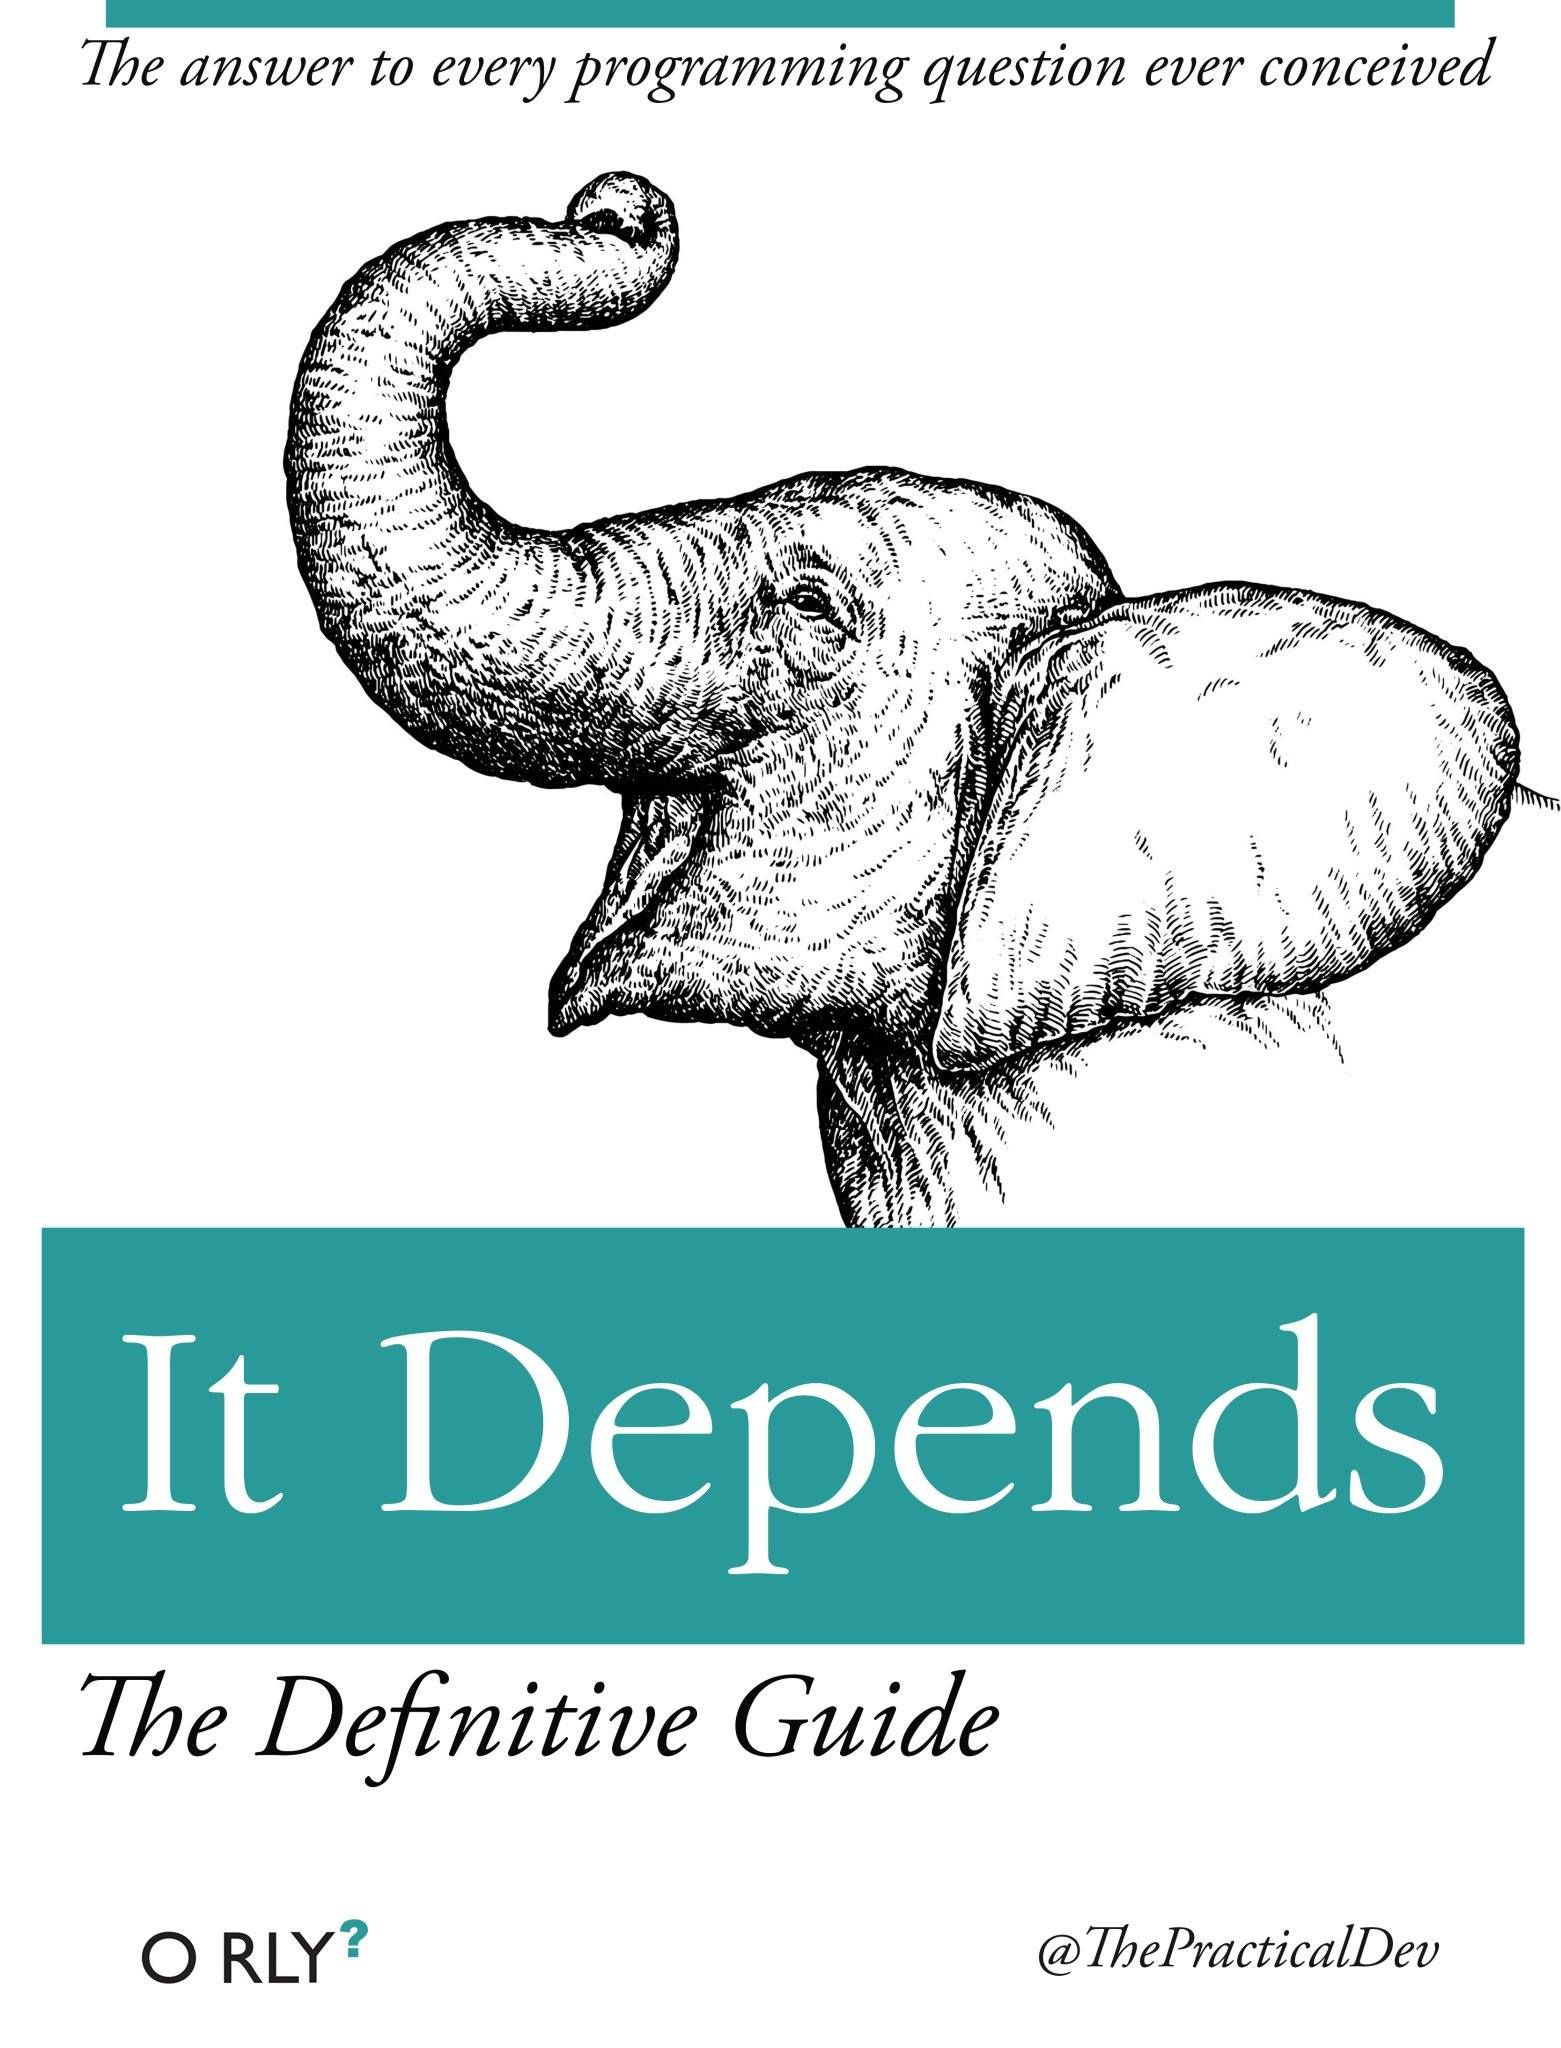 The answer to every programming question ever conceived
It Depends
The Definitive Guide
O RLY?
@ThePracticalDev